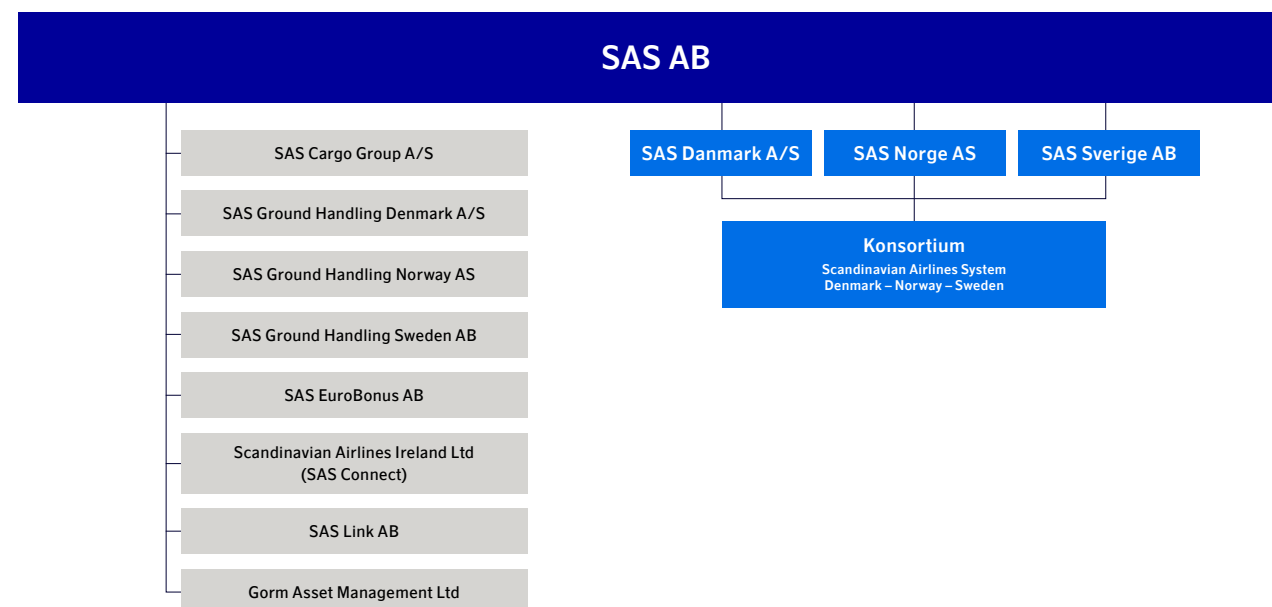 SAS AB
SAS Cargo Group A/S
SAS Ground Handling Denmark A/S
SAS Ground Handling Norway AS
SAS Ground Handling Sweden AB
SAS EuroBonus AB
Scandinavian Airlines Ireland Ltd
(SAS Connect)
SAS Link AB
Gorm Asset Management Ltd
SAS Danmark A/S
SAS Norge AS
SAS Sverige AB
Konsortium
Scandinavian Airlines System
Denmark – Norway – Sweden